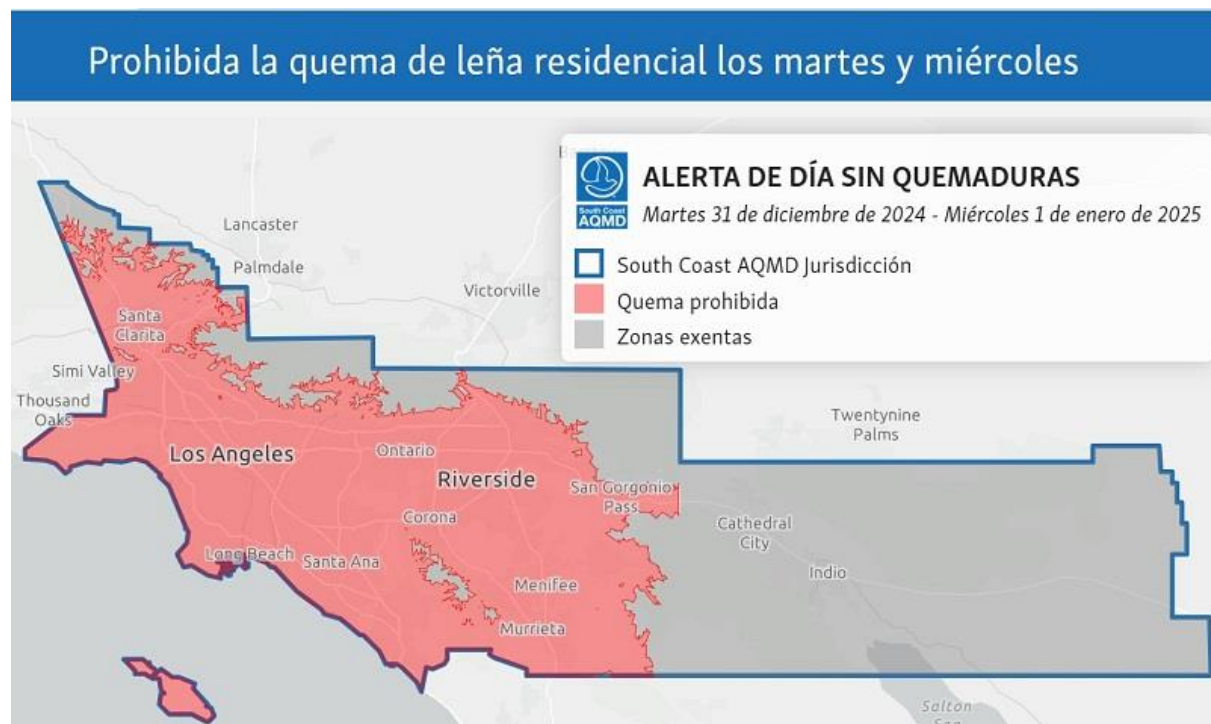 Prohibida la quema de leña residencial los martes y miércoles
South Coast
AQMD
ALERTA DE DÍA SIN QUEMADURAS
Martes 31 de diciembre de 2024 - Miércoles 1 de enero de 2025
South Coast AQMD Jurisdicción
Quema prohibida
Zonas exentas
Lancaster
Palmdale
Victorville
Santa
Clarita
Simi Valley
Thousand
Oaks
Twentynine
Palms
Los Angeles
Ontario
Riverside
San Gorgonio
Pass
Corona
Cathedral
City
Long Beach
Santa Ana
Indio
Menifee
Murrieta
Salton